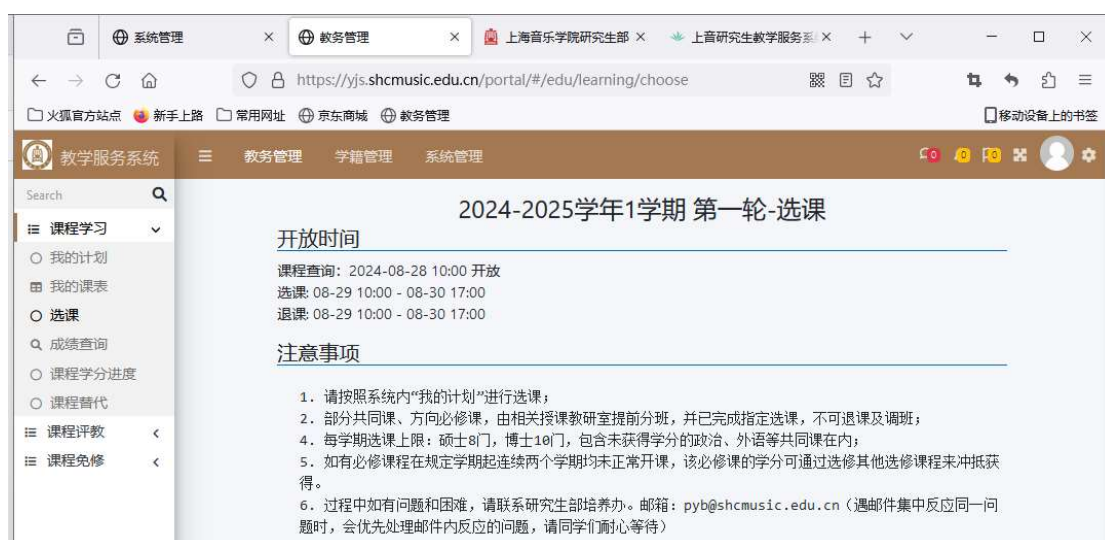 系统管理
教务管理
上海音乐学院研究生部
上音研究生教学服务系
https://yjs.shcmusic.edu.cn/portal/#/edu/learning/choose
火狐官方站点 新手上路 常用网址 京东商城 教务管理 移动设备上的书签
教学服务系统 教务管理 学籍管理 系统管理 0 0 0
Search
课程学习
我的计划
我的课表
选课
成绩查询
课程学分进度
课程替代
课程评教
课程免修
2024-2025学年1学期 第一轮-选课
开放时间
课程查询: 2024-08-28 10:00 开放
选课: 08-29 10:00 - 08-30 17:00
退课: 08-29 10:00 - 08-30 17:00
注意事项
1. 请按照系统内“我的计划”进行选课；
2. 部分共同课、方向必修课，由相关授课教研室提前分班，并已完成指定选课，不可退课及调班；
4. 每学期选课上限：硕士8门，博士10门，包含未获得学分的政治、外语等共同课在内；
5. 如有必修课程在规定学期起连续两个学期均未正常开课，该必修课的学分可通过选修其他选修课程来冲抵获
得。
6. 过程中如有问题和困难，请联系研究生部培养办。邮箱：pyb@shcmusic.edu.cn（遇邮件集中反应同一问
题时，会优先处理邮件内反应的问题，请同学们耐心等待）